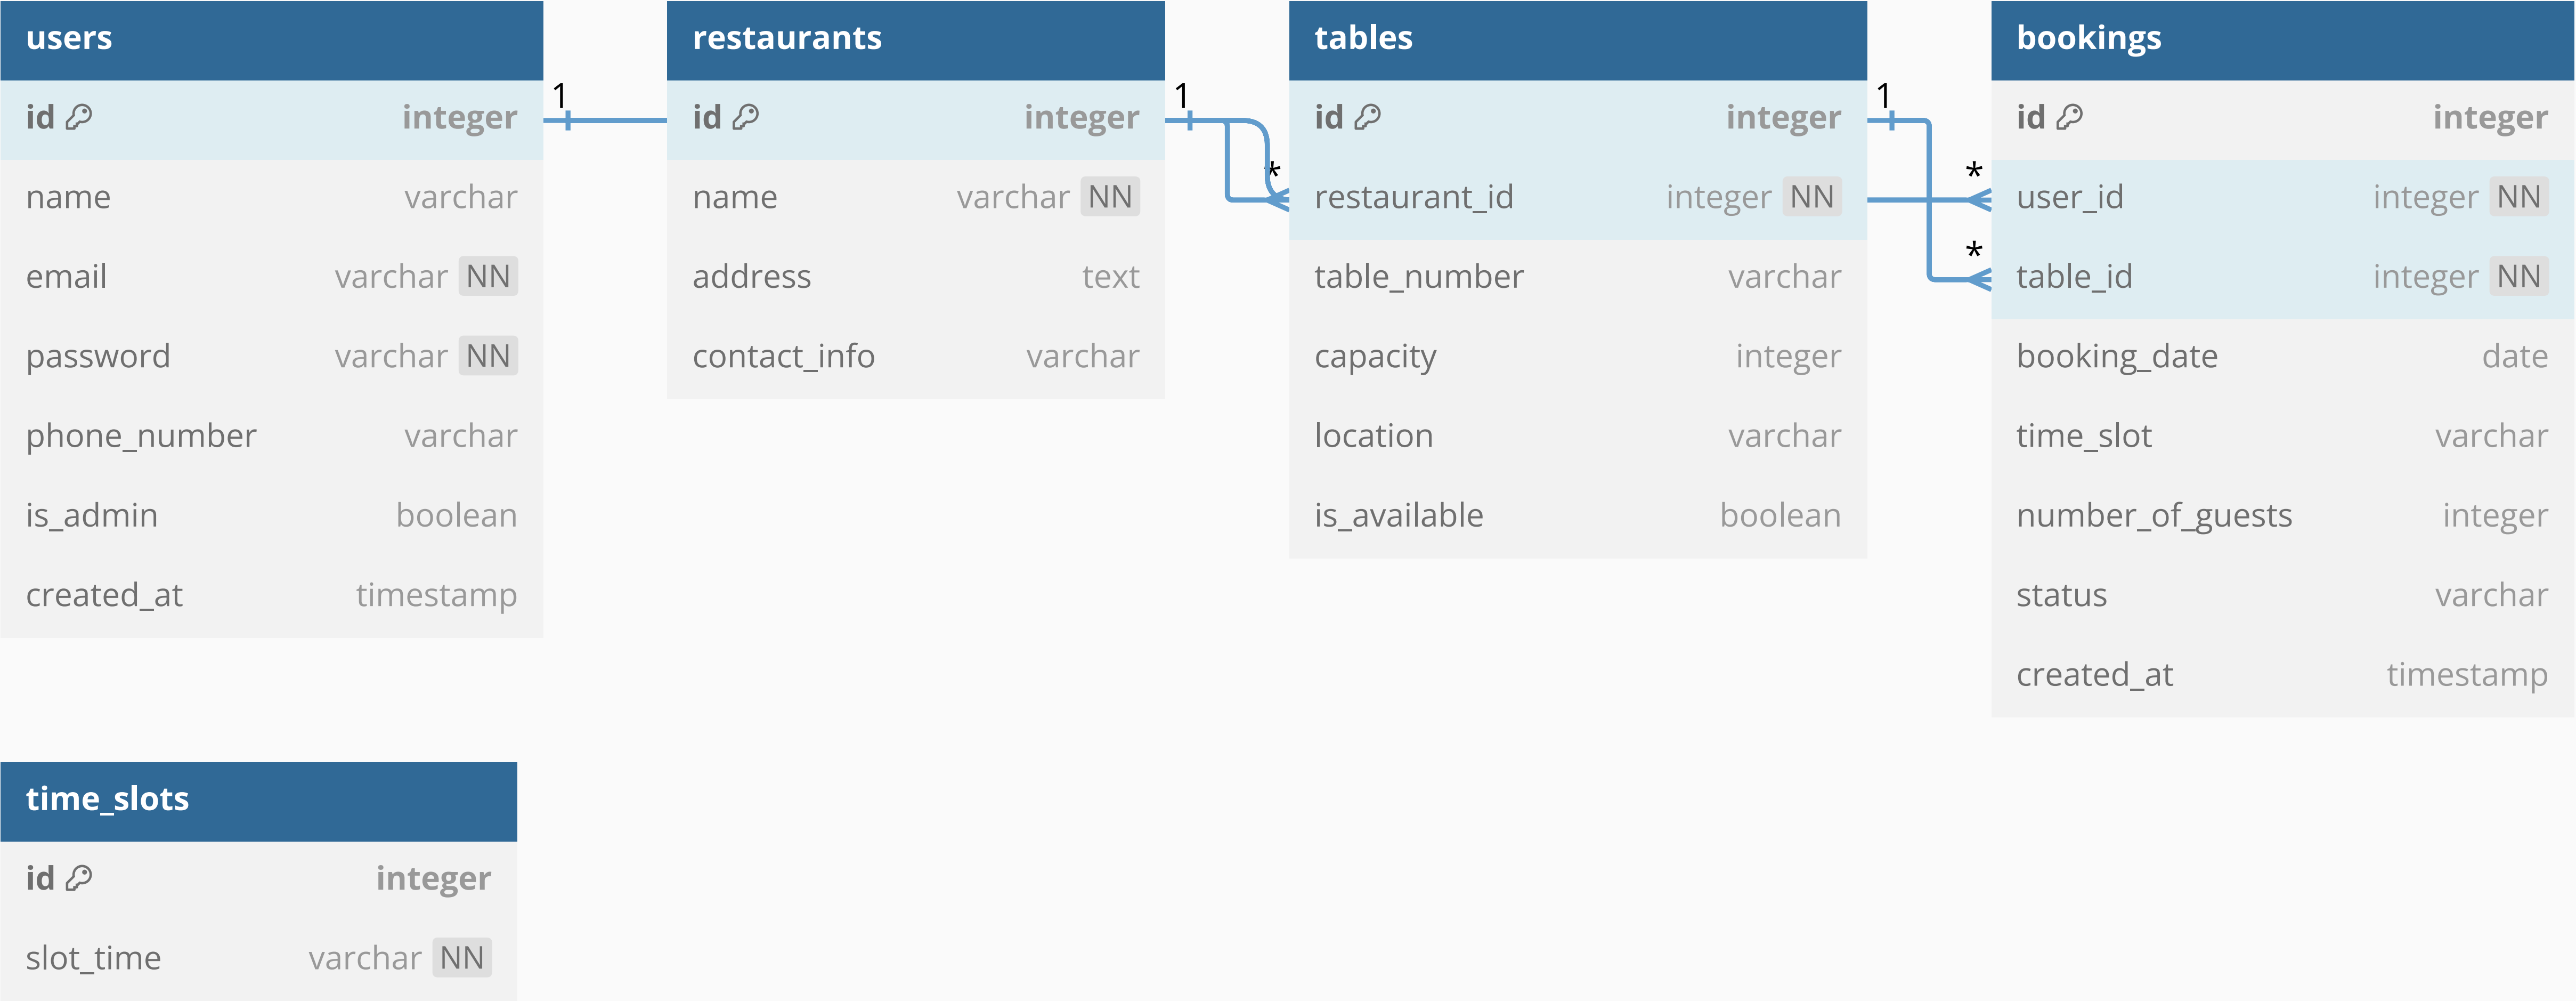 users
id integer
name varchar
email varchar NN
password varchar NN
phone_number varchar
is_admin boolean
created_at timestamp
1
restaurants
id integer
name varchar NN
address text
contact_info varchar
1
*
tables
id integer
restaurant_id integer NN
table_number varchar
capacity integer
location varchar
is_available boolean
1
*
*
bookings
id integer
user_id integer NN
table_id integer NN
booking_date date
time_slot varchar
number_of_guests integer
status varchar
created_at timestamp
time_slots
id integer
slot_time varchar NN